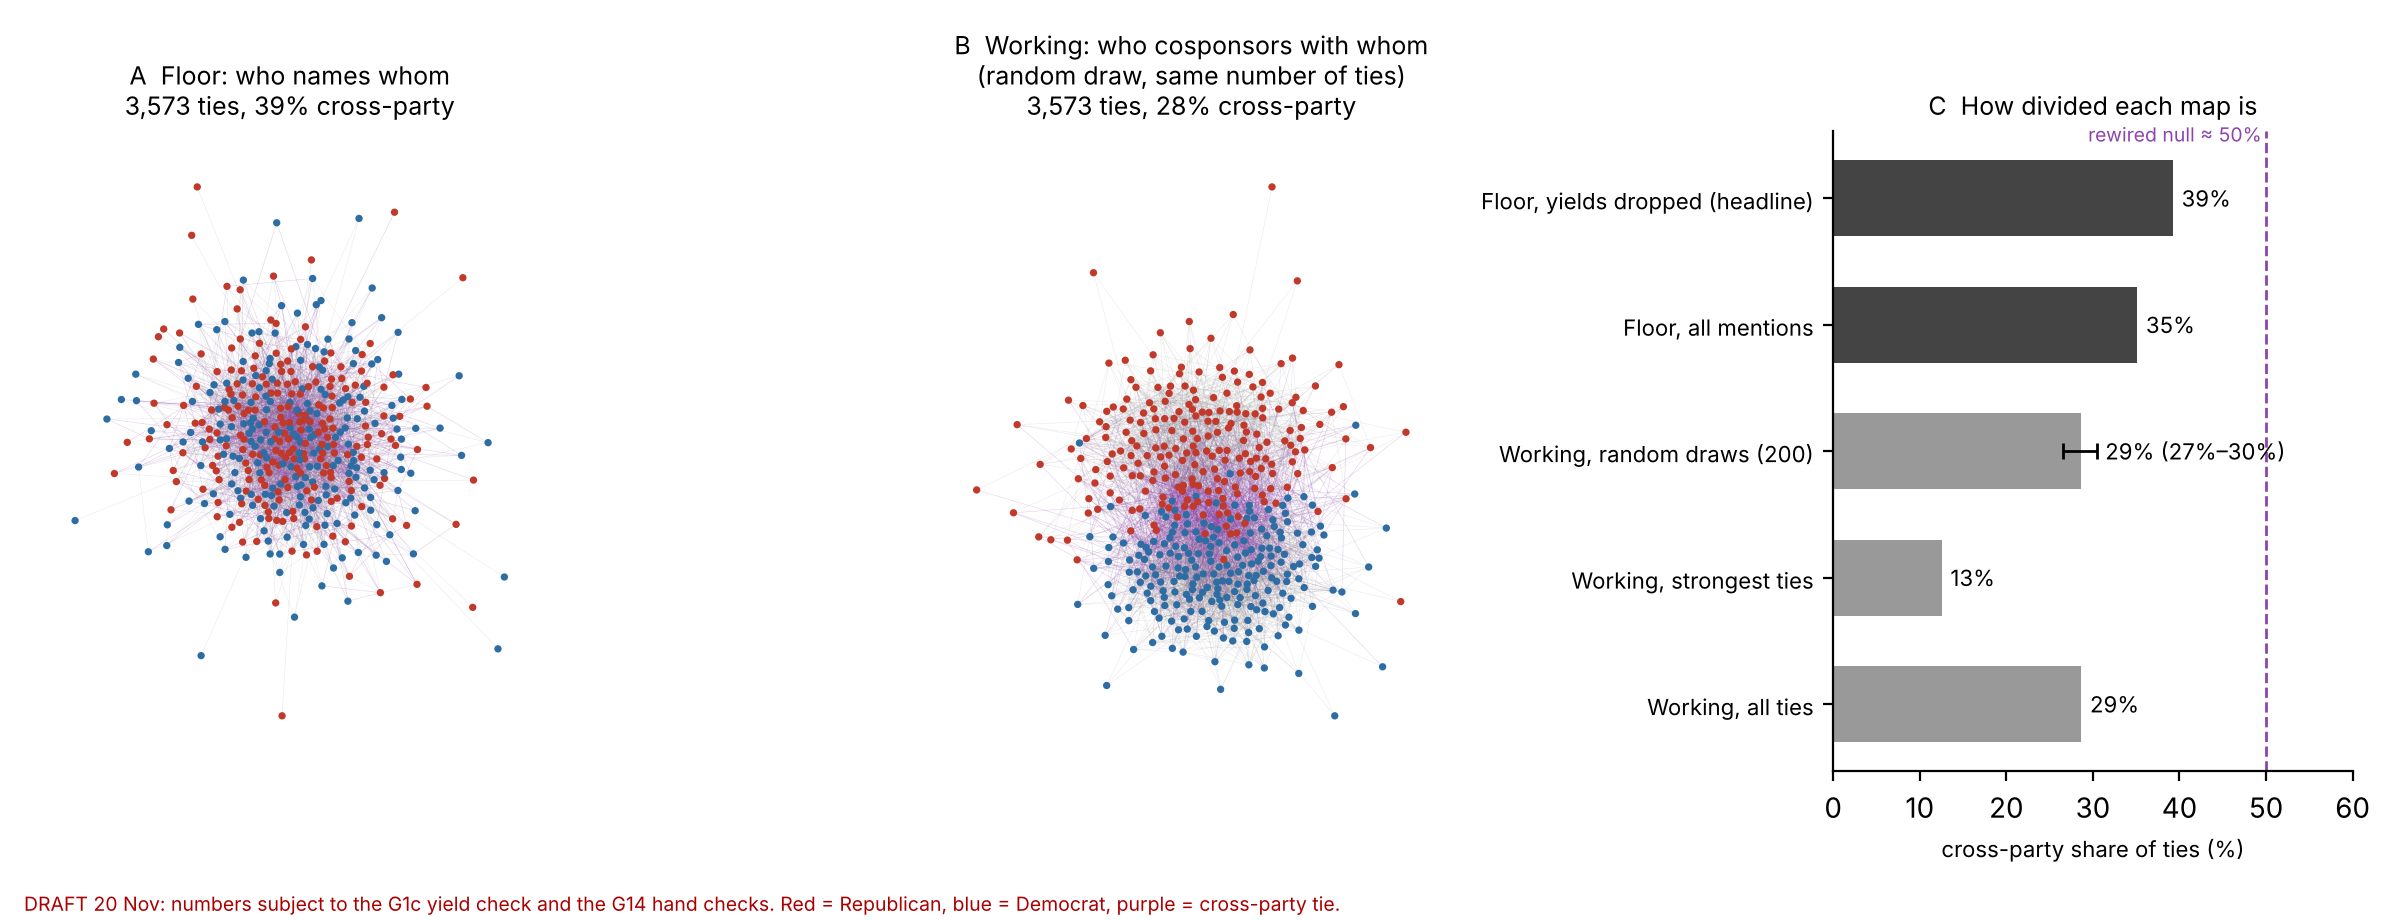 A  Floor: who names whom
3,573 ties, 39% cross-party
B  Working: who cosponsors with whom
(random draw, same number of ties)
3,573 ties, 28% cross-party
C  How divided each map is
rewired null ≈ 50%
Floor, yields dropped (headline)
39%
Floor, all mentions
35%
Working, random draws (200)
29% (27%–30%)
Working, strongest ties
13%
Working, all ties
29%
0 10 20 30 40 50 60
cross-party share of ties (%)
DRAFT 20 Nov: numbers subject to the G1c yield check and the G14 hand checks. Red = Republican, blue = Democrat, purple = cross-party tie.